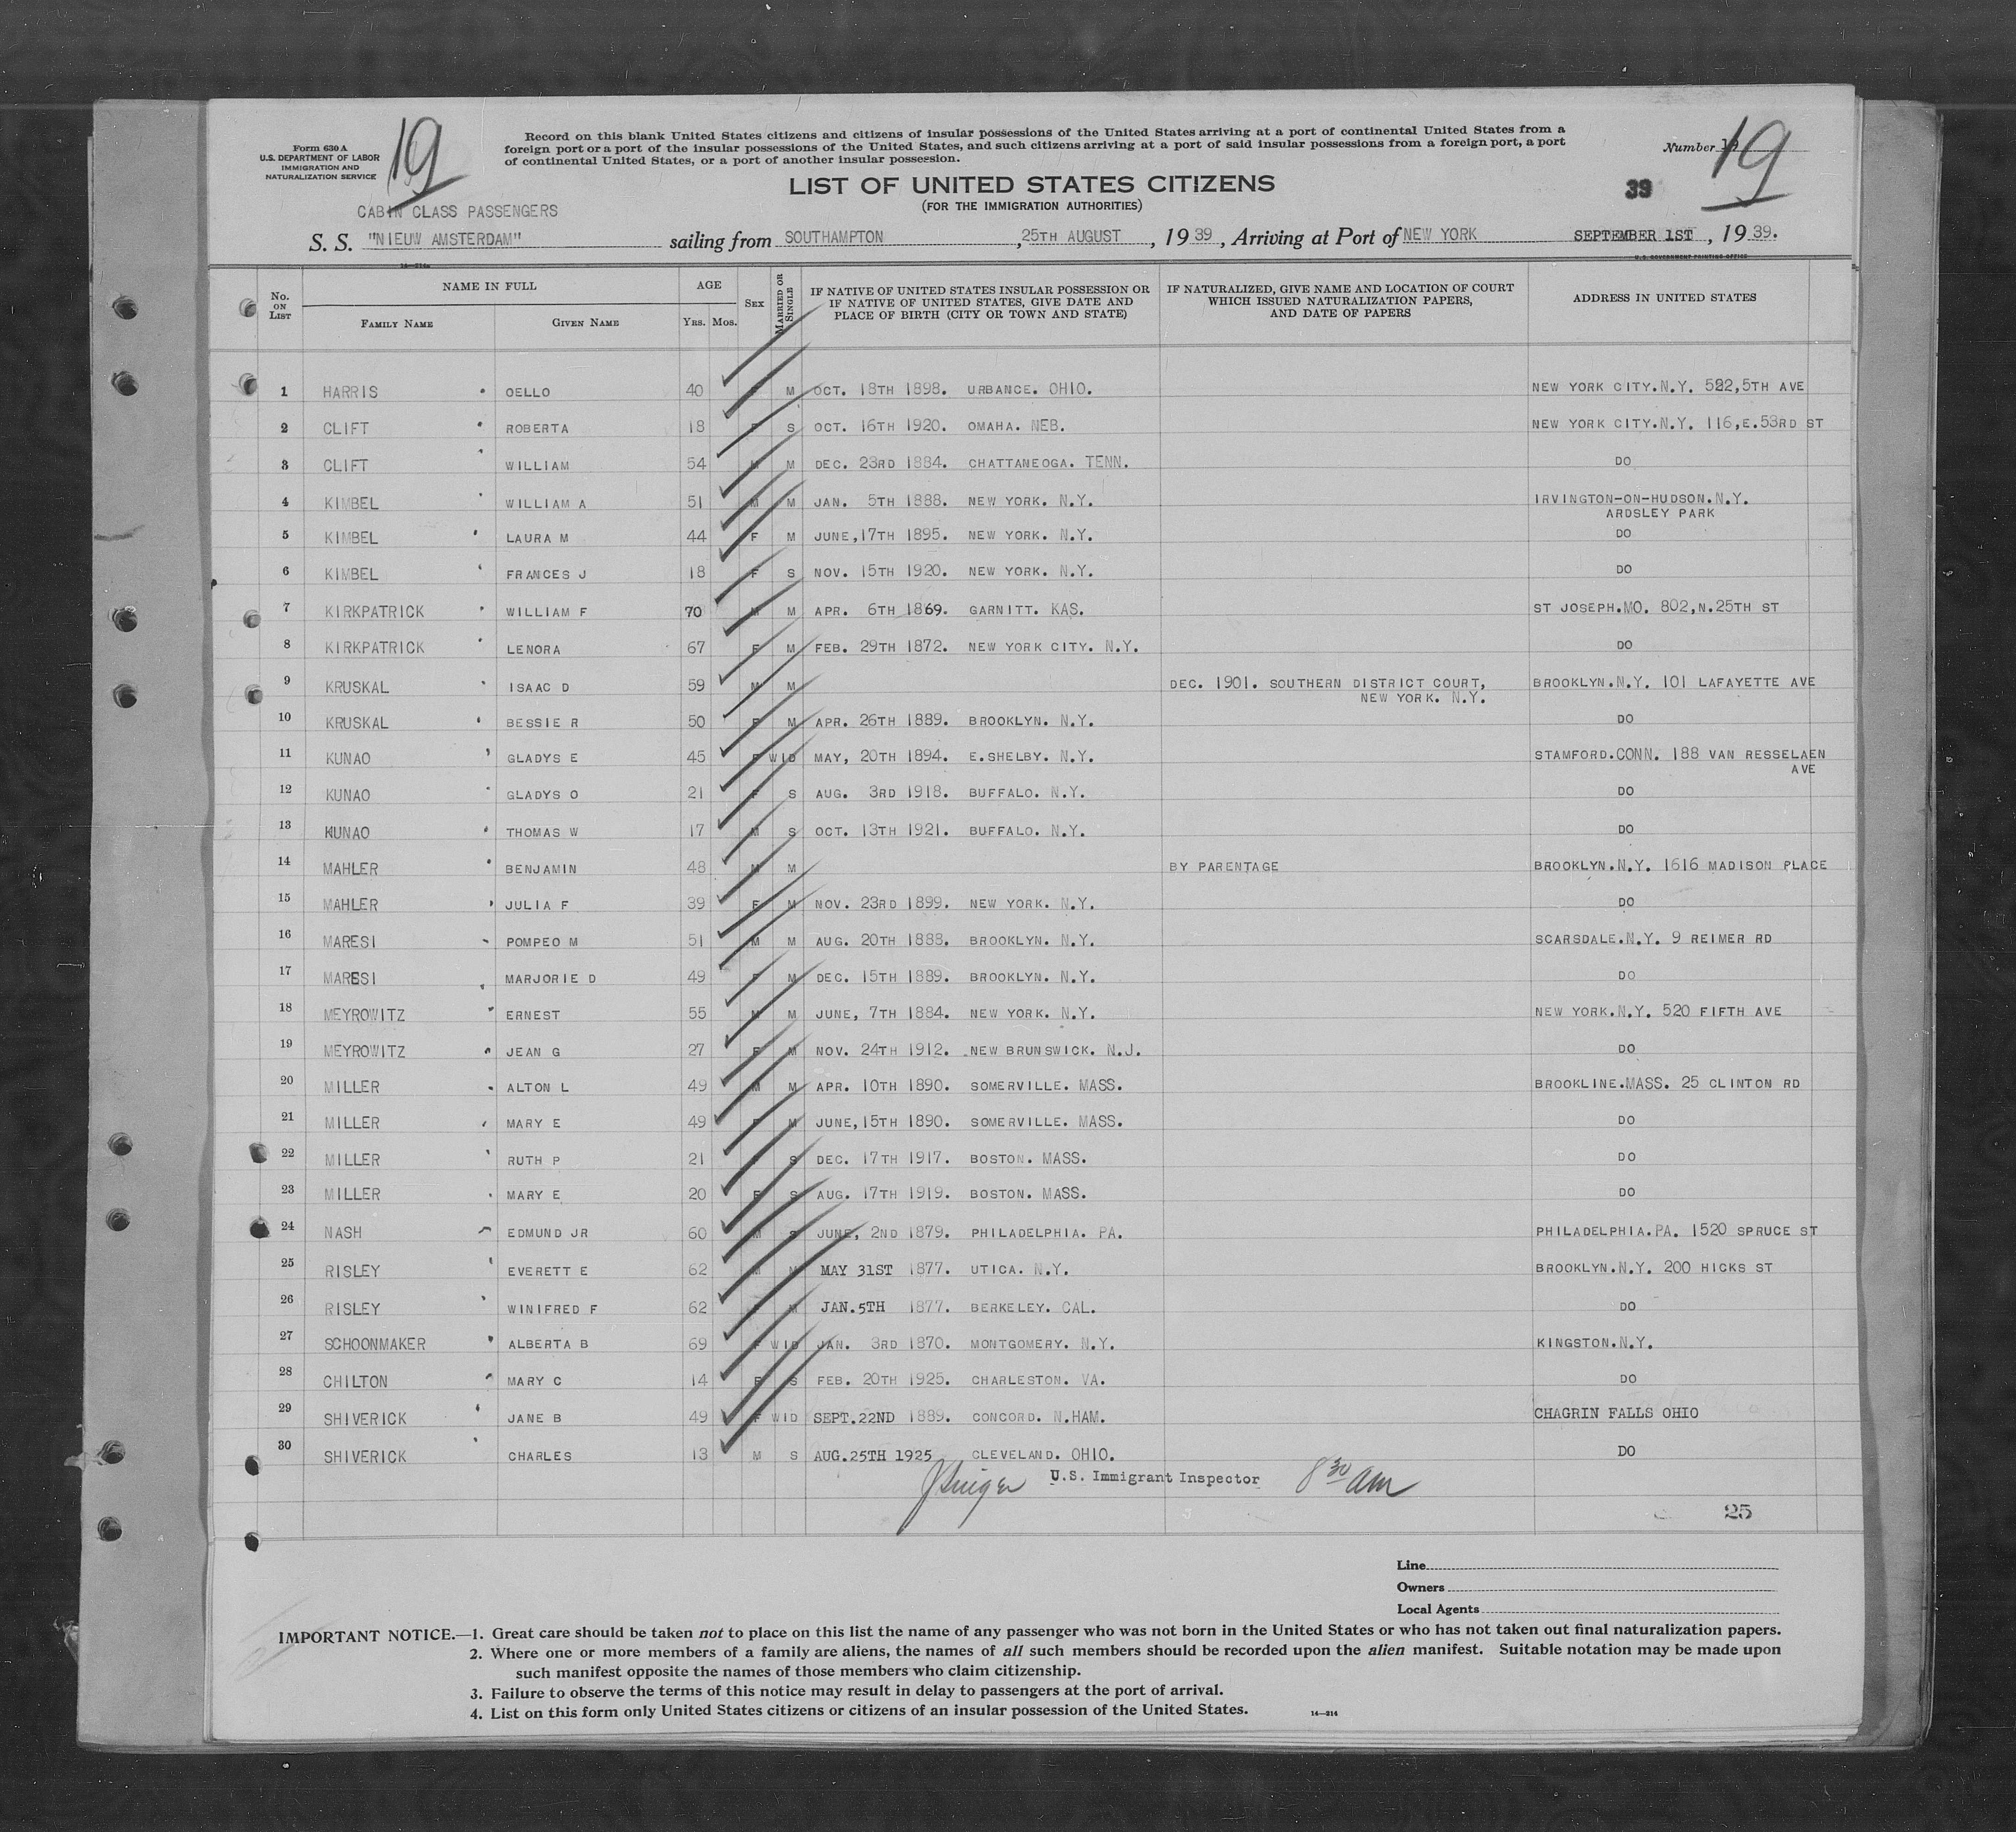 Form 630 A
U.S. DEPARTMENT OF LABOR
IMMIGRATION AND
NATURALIZATION SERVICE
19
Record on this blank United States citizens and citizens of insular possessions of the United States arriving at a port of continental United States from a
foreign port or a port of the insular possessions of the United States, and such citizens arriving at a port of said insular possessions from a foreign port, a port
of continental United States, or a port of another insular possession.
Number 19
19
LIST OF UNITED STATES CITIZENS
(FOR THE IMMIGRATION AUTHORITIES)
39
CABIN CLASS PASSENGERS
S. S. "NIEUW AMSTERDAM" sailing from SOUTHAMPTON, 25TH AUGUST, 1939, Arriving at Port of NEW YORK SEPTEMBER 1ST, 1939.
14—214a
U.S. GOVERNMENT PRINTING OFFICE
No. ON LIST NAME IN FULL AGE SEX MARRIED OR SINGLE IF NATIVE OF UNITED STATES INSULAR POSSESSION OR IF NATIVE OF UNITED STATES, GIVE DATE AND PLACE OF BIRTH (CITY OR TOWN AND STATE) IF NATURALIZED, GIVE NAME AND LOCATION OF COURT WHICH ISSUED NATURALIZATION PAPERS, AND DATE OF PAPERS ADDRESS IN UNITED STATES
FAMILY NAME GIVEN NAME YRS. MOS.
1 HARRIS OELLO 40 F M OCT. 18TH 1898. URBANCE. OHIO. NEW YORK CITY.N.Y. 522,5TH AVE
2 CLIFT ROBERTA 18 F S OCT. 16TH 1920. OMAHA. NEB. NEW YORK CITY.N.Y. 116,E.53RD ST
3 CLIFT WILLIAM 54 M M DEC. 23RD 1884. CHATTANEOGA. TENN. DO
4 KIMBEL WILLIAM A 51 M M JAN. 5TH 1888. NEW YORK. N.Y. IRVINGTON-ON-HUDSON.N.Y.
ARDSLEY PARK
5 KIMBEL LAURA M 44 F M JUNE,17TH 1895. NEW YORK. N.Y. DO
6 KIMBEL FRANCES J 18 F S NOV. 15TH 1920. NEW YORK. N.Y. DO
7 KIRKPATRICK WILLIAM F 70 M M APR. 6TH 1869. GARNITT. KAS. ST JOSEPH.MO. 802,N.25TH ST
8 KIRKPATRICK LENORA 67 F M FEB. 29TH 1872. NEW YORK CITY. N.Y. DO
9 KRUSKAL ISAAC D 59 M M DEC. 1901. SOUTHERN DISTRICT COURT, BROOKLYN.N.Y. 101 LAFAYETTE AVE
NEW YORK. N.Y.
10 KRUSKAL BESSIE R 50 F M APR. 26TH 1889. BROOKLYN. N.Y. DO
11 KUNAO GLADYS E 45 F WID MAY, 20TH 1894. E.SHELBY. N.Y. STAMFORD.CONN. 188 VAN RESSELAEN
AVE
12 KUNAO GLADYS O 21 F S AUG. 3RD 1918. BUFFALO. N.Y. DO
13 KUNAO THOMAS W 17 M S OCT. 13TH 1921. BUFFALO. N.Y. DO
14 MAHLER BENJAMIN 48 M M BY PARENTAGE BROOKLYN.N.Y. 1616 MADISON PLACE
15 MAHLER JULIA F 39 F M NOV. 23RD 1899. NEW YORK. N.Y. DO
16 MARESI POMPEO M 51 M M AUG. 20TH 1888. BROOKLYN. N.Y. SCARSDALE.N.Y. 9 REIMER RD
17 MARESI MARJORIE D 49 F M DEC. 15TH 1889. BROOKLYN. N.Y. DO
18 MEYROWITZ ERNEST 55 M M JUNE, 7TH 1884. NEW YORK. N.Y. NEW YORK.N.Y. 520 FIFTH AVE
19 MEYROWITZ JEAN G 27 F M NOV. 24TH 1912. NEW BRUNSWICK. N.J. DO
20 MILLER ALTON L 49 M M APR. 10TH 1890. SOMERVILLE. MASS. BROOKLINE.MASS. 25 CLINTON RD
21 MILLER MARY E 49 F M JUNE,15TH 1890. SOMERVILLE. MASS. DO
22 MILLER RUTH P 21 F S DEC. 17TH 1917. BOSTON. MASS. DO
23 MILLER MARY E 20 F S AUG. 17TH 1919. BOSTON. MASS. DO
24 NASH EDMUND JR 60 M S JUNE, 2ND 1879. PHILADELPHIA. PA. PHILADELPHIA.PA. 1520 SPRUCE ST
25 RISLEY EVERETT E 62 M M MAY 31ST 1877. UTICA. N.Y. BROOKLYN.N.Y. 200 HICKS ST
26 RISLEY WINIFRED F 62 F M JAN.5TH 1877. BERKELEY. CAL. DO
27 SCHOONMAKER ALBERTA B 69 F WID JAN. 3RD 1870. MONTGOMERY. N.Y. KINGSTON.N.Y.
28 CHILTON MARY C 14 F S FEB. 20TH 1925. CHARLESTON. VA. DO
29 SHIVERICK JANE B 49 F WID SEPT.22ND 1889. CONCORD. N.HAM. CHAGRIN FALLS OHIO
30 SHIVERICK CHARLES 13 M S AUG.25TH 1925 CLEVELAND. OHIO. DO
U.S. Immigrant Inspector 8 30 am
25
Line
Owners
Local Agents
IMPORTANT NOTICE.—1. Great care should be taken not to place on this list the name of any passenger who was not born in the United States or who has not taken out final naturalization papers.
2. Where one or more members of a family are aliens, the names of all such members should be recorded upon the alien manifest. Suitable notation may be made upon
such manifest opposite the names of those members who claim citizenship.
3. Failure to observe the terms of this notice may result in delay to passengers at the port of arrival.
4. List on this form only United States citizens or citizens of an insular possession of the United States.
14—214